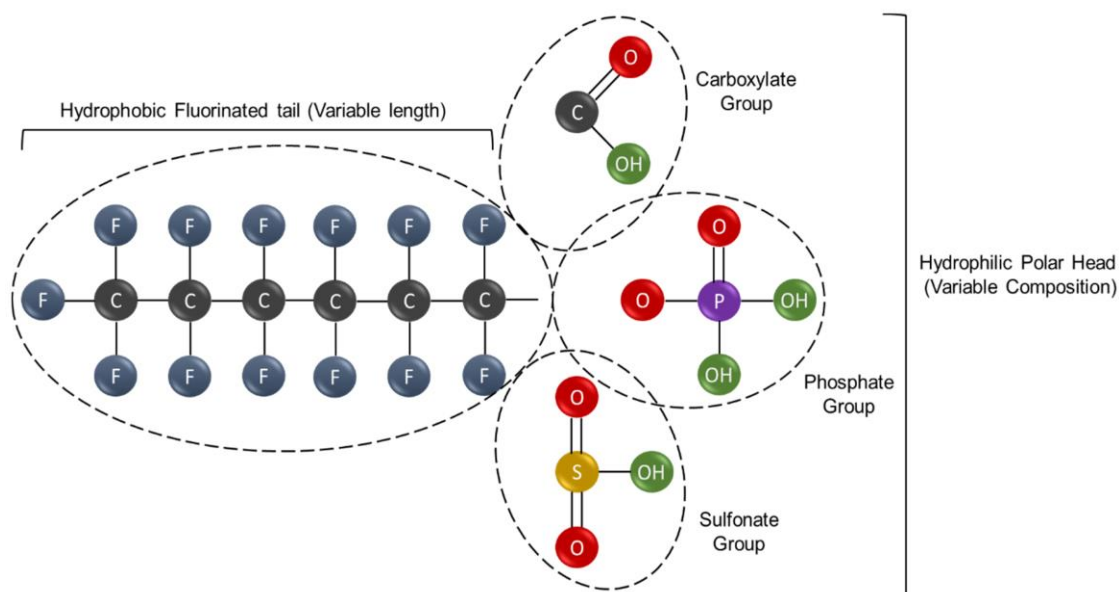 Hydrophobic Fluorinated tail (Variable length)
O
C
OH
Carboxylate
Group
F F F F F F
F C C C C C C
F F F F F F
O
O P OH
OH
Phosphate
Group
Hydrophilic Polar Head
(Variable Composition)
O
S OH
O
Sulfonate
Group